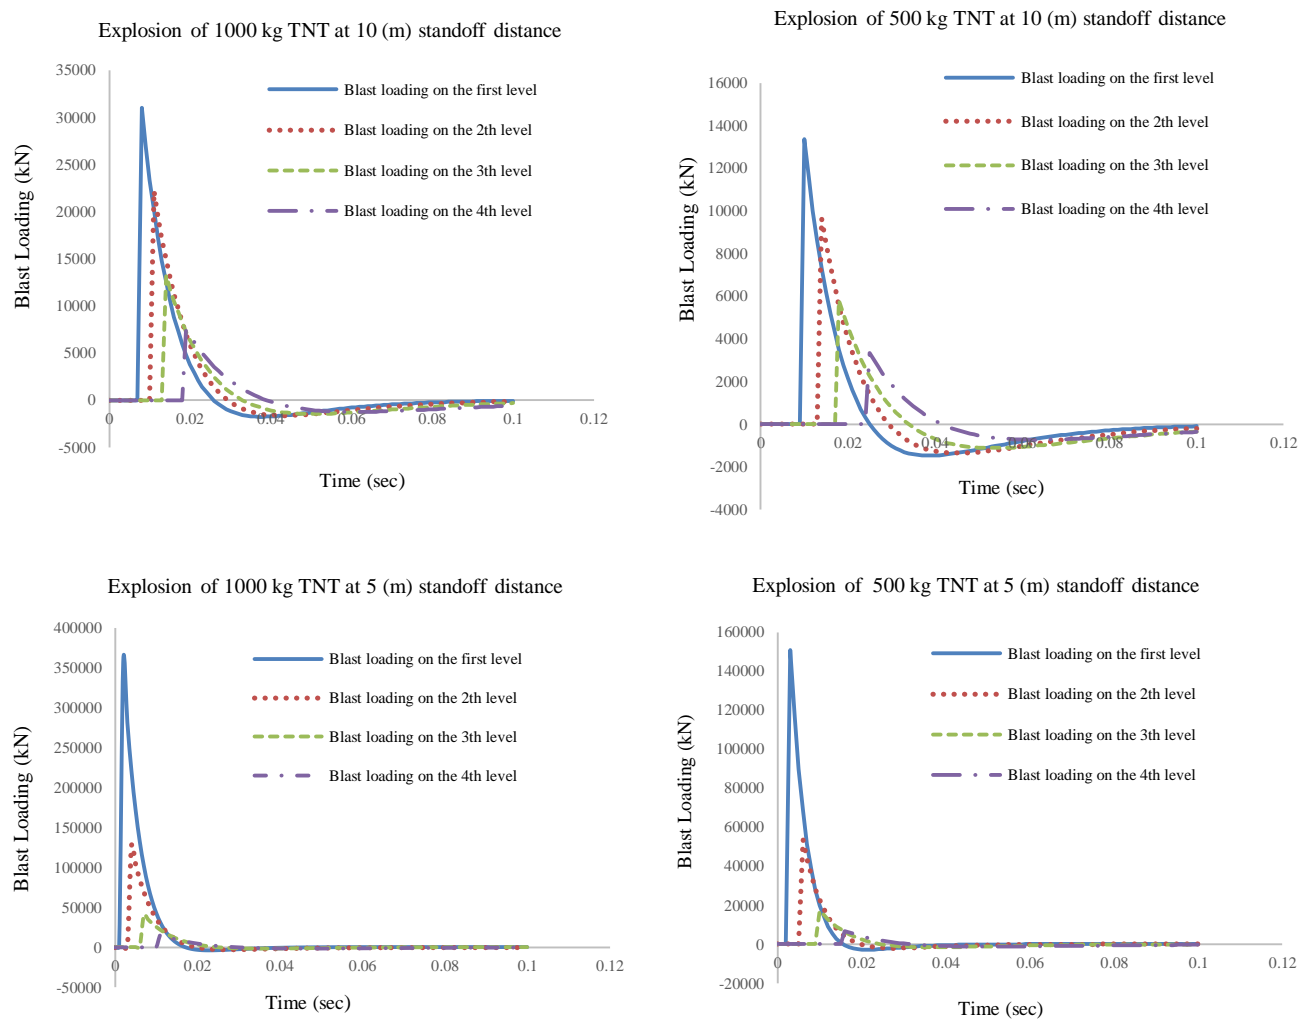 Explosion of 1000 kg TNT at 10 (m) standoff distance
35000
30000
25000
20000
15000
10000
5000
0
-5000
Blast Loading (kN)
Blast loading on the first level
Blast loading on the 2th level
Blast loading on the 3th level
Blast loading on the 4th level
0
0.02
0.04
0.06
0.08
0.1
0.12
Time (sec)
Explosion of 500 kg TNT at 10 (m) standoff distance
16000
14000
12000
10000
8000
6000
4000
2000
0
-2000
-4000
Blast Loading (kN)
Blast loading on the first level
Blast loading on the 2th level
Blast loading on the 3th level
Blast loading on the 4th level
0
0.02
0.04
0.06
0.08
0.1
0.12
Time (sec)
Explosion of 1000 kg TNT at 5 (m) standoff distance
400000
350000
300000
250000
200000
150000
100000
50000
0
-50000
Blast Loading (kN)
Blast loading on the first level
Blast loading on the 2th level
Blast loading on the 3th level
Blast loading on the 4th level
0
0.02
0.04
0.06
0.08
0.1
0.12
Time (sec)
Explosion of 500 kg TNT at 5 (m) standoff distance
160000
140000
120000
100000
80000
60000
40000
20000
0
-20000
Blast Loading (kN)
Blast loading on the first level
Blast loading on the 2th level
Blast loading on the 3th level
Blast loading on the 4th level
0
0.02
0.04
0.06
0.08
0.1
0.12
Time (sec)